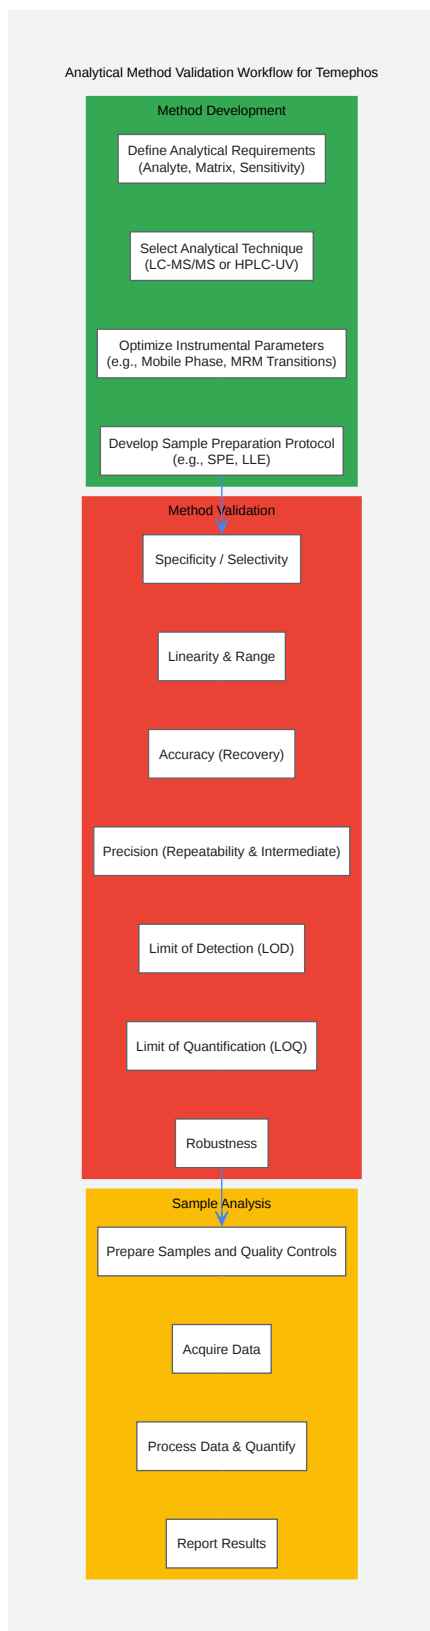 Analytical Method Validation Workflow for Temephos
Method Development
Define Analytical Requirements
(Analyte, Matrix, Sensitivity)
Select Analytical Technique
(LC-MS/MS or HPLC-UV)
Optimize Instrumental Parameters
(e.g., Mobile Phase, MRM Transitions)
Develop Sample Preparation Protocol
(e.g., SPE, LLE)
Method Validation
Specificity / Selectivity
Linearity & Range
Accuracy (Recovery)
Precision (Repeatability & Intermediate)
Limit of Detection (LOD)
Limit of Quantification (LOQ)
Robustness
Sample Analysis
Prepare Samples and Quality Controls
Acquire Data
Process Data & Quantify
Report Results